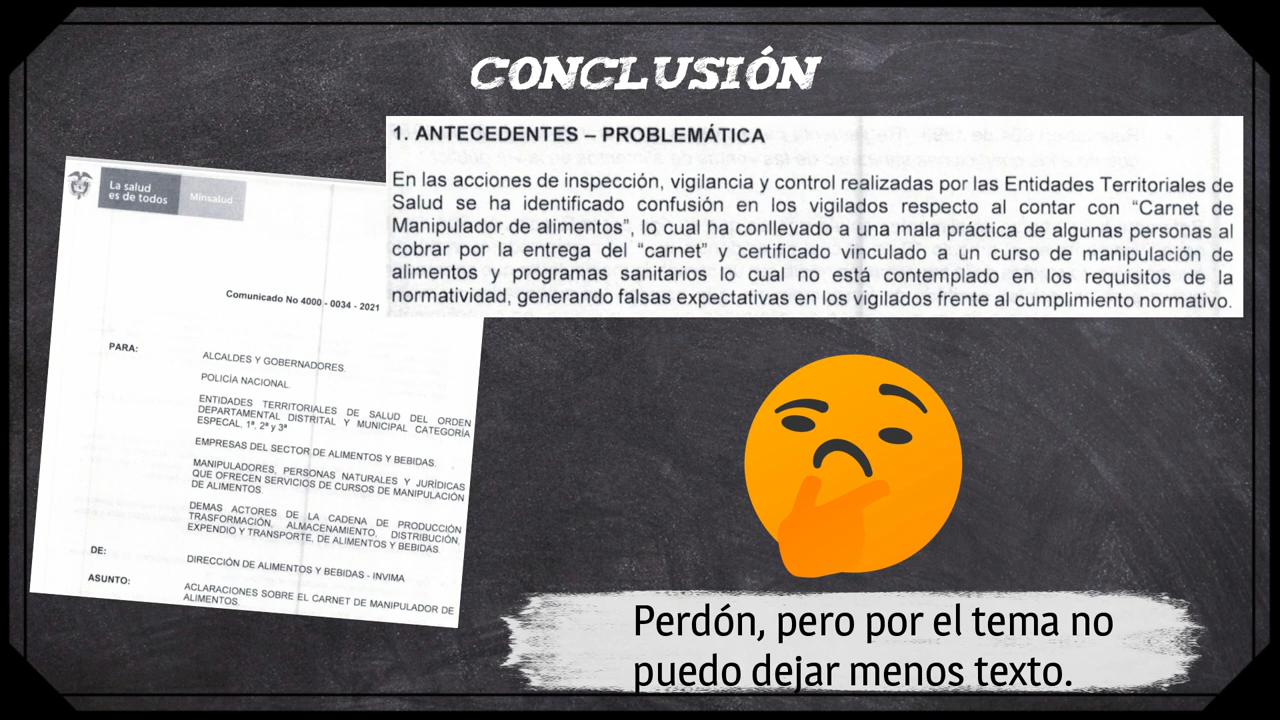 CONCLUSIÓN
1. ANTECEDENTES – PROBLEMÁTICA
En las acciones de inspección, vigilancia y control realizadas por las Entidades Territoriales de
Salud se ha identificado confusión en los vigilados respecto al contar con “Carnet de
Manipulador de alimentos”, lo cual ha conllevado a una mala práctica de algunas personas al
cobrar por la entrega del “carnet” y certificado vinculado a un curso de manipulación de
alimentos y programas sanitarios lo cual no está contemplado en los requisitos de la
normatividad, generando falsas expectativas en los vigilados frente al cumplimiento normativo.
La salud
es de todos
Minsalud
Comunicado No 4000 - 0034 - 2021
PARA:
ALCALDES Y GOBERNADORES.
POLICÍA NACIONAL.
ENTIDADES TERRITORIALES DE SALUD DEL ORDEN
DEPARTAMENTAL DISTRITAL Y MUNICIPAL CATEGORÍA
ESPECAL, 1ª, 2ª y 3ª
EMPRESAS DEL SECTOR DE ALIMENTOS Y BEBIDAS.
MANIPULADORES, PERSONAS NATURALES Y JURÍDICAS
QUE OFRECEN SERVICIOS DE CURSOS DE MANIPULACIÓN
DE ALIMENTOS.
DEMAS ACTORES DE LA CADENA DE PRODUCCIÓN
TRASFORMACIÓN, ALMACENAMIENTO, DISTRIBUCIÓN,
EXPENDIO Y TRANSPORTE, DE ALIMENTOS Y BEBIDAS.
DE:
DIRECCIÓN DE ALIMENTOS Y BEBIDAS - INVIMA
ASUNTO:
ACLARACIONES SOBRE EL CARNET DE MANIPULADOR DE
ALIMENTOS.
Perdón, pero por el tema no
puedo dejar menos texto.